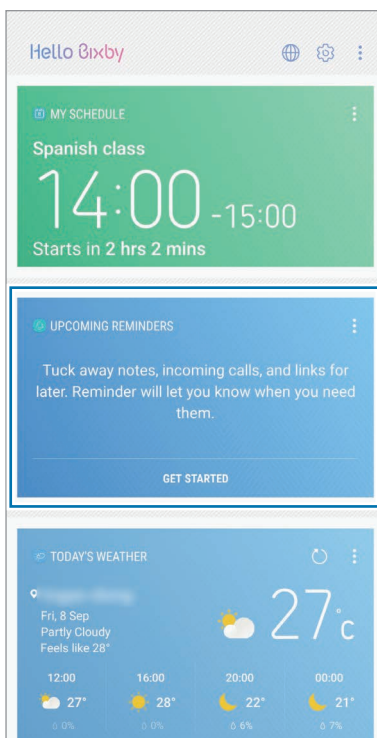 Hello Bixby
MY SCHEDULE
Spanish class
14:00 -15:00
Starts in 2 hrs 2 mins
UPCOMING REMINDERS
Tuck away notes, incoming calls, and links for
later. Reminder will let you know when you need
them.
GET STARTED
TODAY'S WEATHER
Fri, 8 Sep
Partly Cloudy
Feels like 28°
27°c
12:00 16:00 20:00 00:00
27° 28° 22° 21°
0% 0% 6% 7%